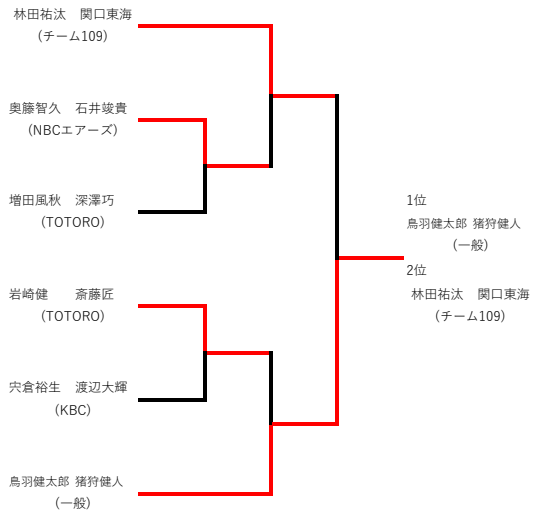 林田祐汰　関口東海
(チーム109)
奥藤智久　石井竣貴
(NBCエアーズ)
増田風秋　深澤巧
(TOTORO)
岩崎健　　斎藤匠
(TOTORO)
宍倉裕生　渡辺大輝
(KBC)
鳥羽健太郎 猪狩健人
(一般)
1位
鳥羽健太郎 猪狩健人
(一般)
2位
林田祐汰　関口東海
(チーム109)